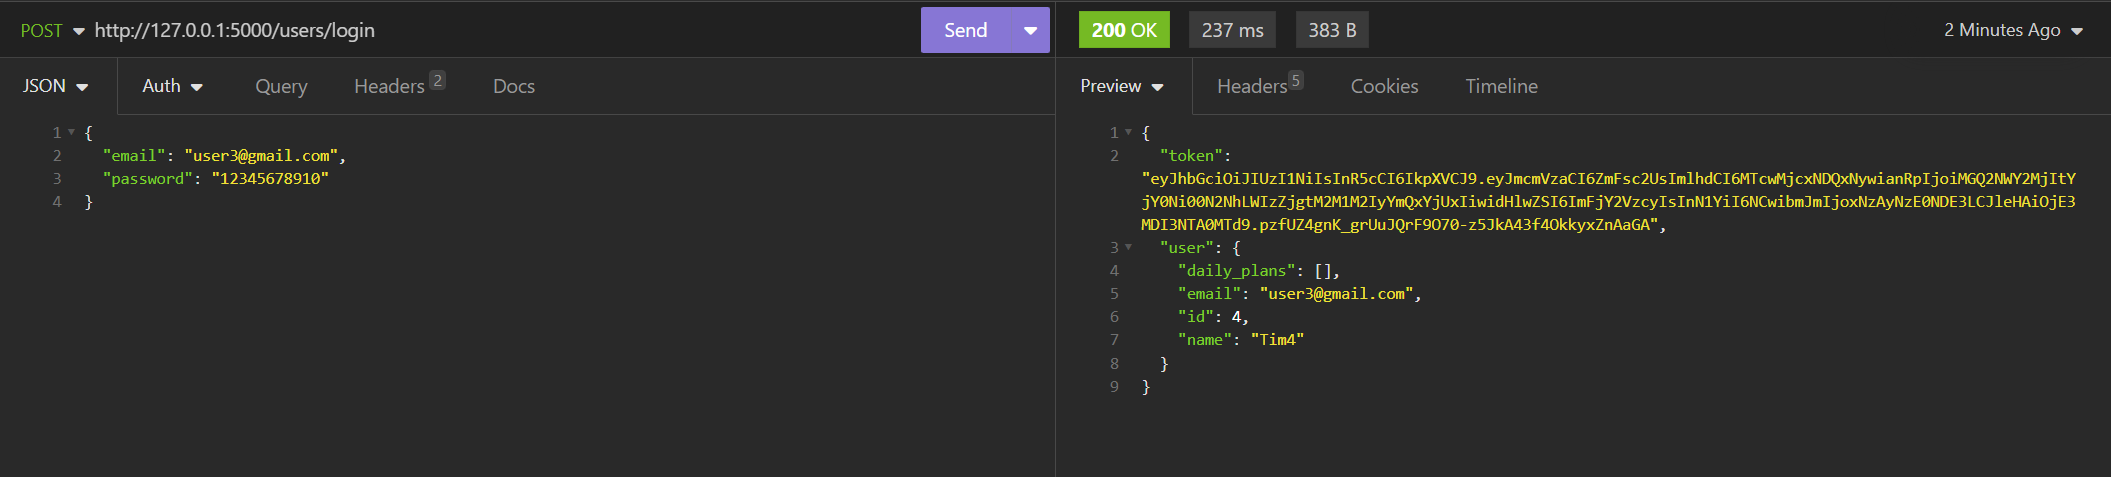 POST http://127.0.0.1:5000/users/login Send
JSON Auth Query Headers 2 Docs
1 {
2 "email": "user3@gmail.com",
3 "password": "12345678910"
4 }
200 OK 237 ms 383 B 2 Minutes Ago
Preview Headers 5 Cookies Timeline
1 {
2 "token":
"eyJhbGciOiJIUzI1NiIsInR5cCI6IkpXVCJ9.eyJmcmVzaCI6ZmFsc2UsImlhdCI6MTcwMjcxNDQxNywianRpIjoiMGQ2NWY2MjItY
jY0Ni00N2NhLWIzZjgtM2M1M2IyYmQxYjUxIiwidHlwZSI6ImFjY2VzcyIsInN1YiI6NCwibmJmIjoxNzAyNzE0NDE3LCJleHAiOjE3
MDI3NTA0MTd9.pzfUZ4gnK_grUuJQrF9O70-z5JkA43f4OkkyxZnAaGA",
3 "user": {
4 "daily_plans": [],
5 "email": "user3@gmail.com",
6 "id": 4,
7 "name": "Tim4"
8 }
9 }